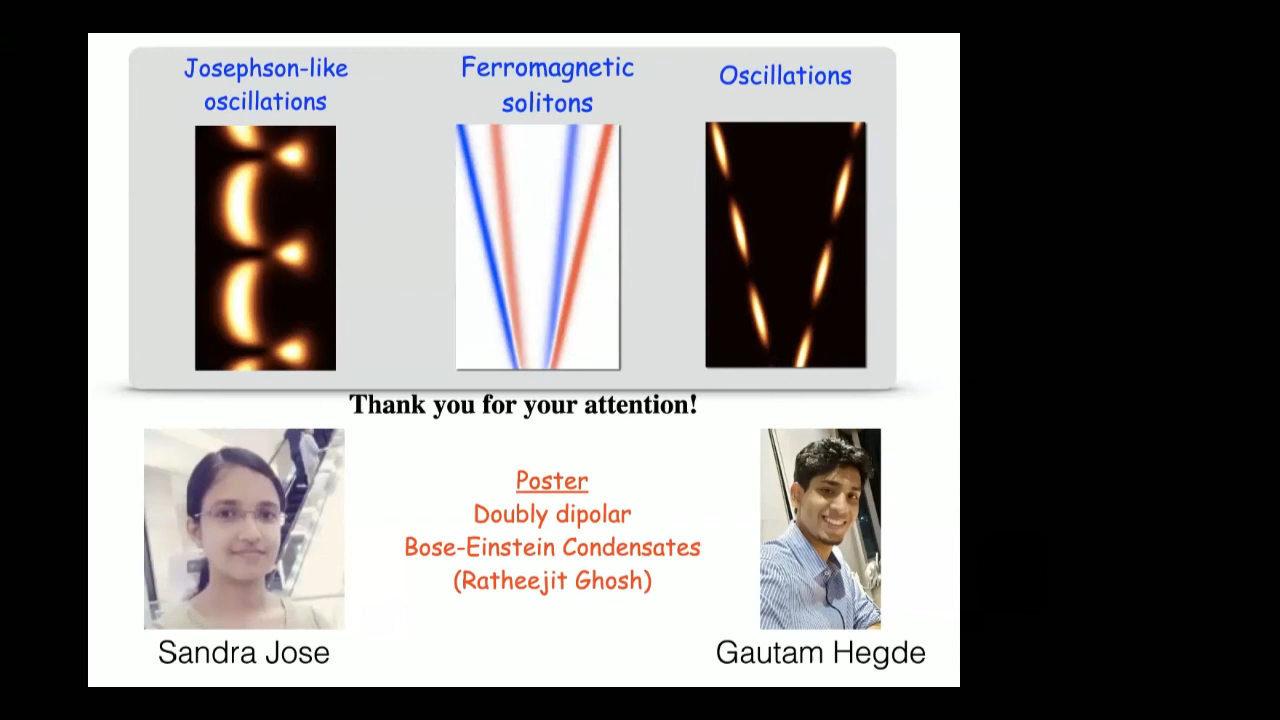 Josephson-like
oscillations
Ferromagnetic
solitons
Oscillations
Thank you for your attention!
Poster
Doubly dipolar
Bose-Einstein Condensates
(Ratheejit Ghosh)
Sandra Jose
Gautam Hegde